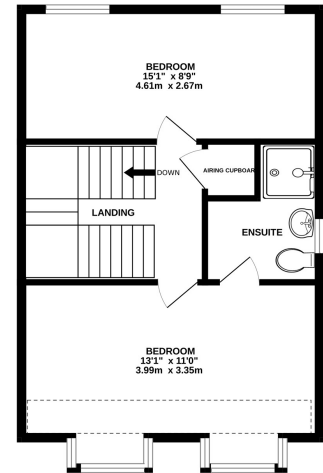 BEDROOM
15'1" x 8'9"
4.61m x 2.67m
DOWN
AIRING CUPBOAR
LANDING
ENSUITE
BEDROOM
13'1" x 11'0"
3.99m x 3.35m